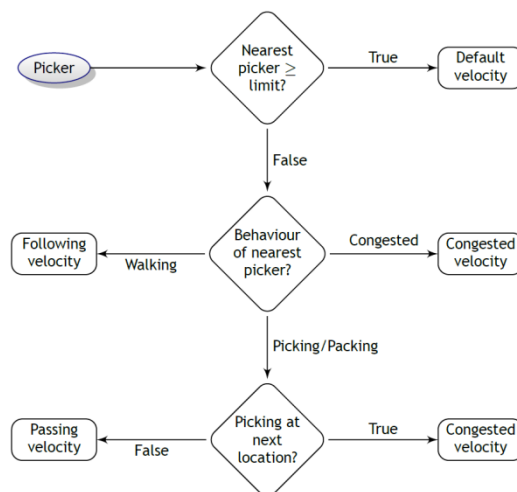 Picker
Nearest
picker ≥
limit?
True
Default
velocity
False
Following
velocity
Walking
Behaviour
of nearest
picker?
Congested
Congested
velocity
Picking/Packing
Passing
velocity
False
Picking at
next
location?
True
Congested
velocity